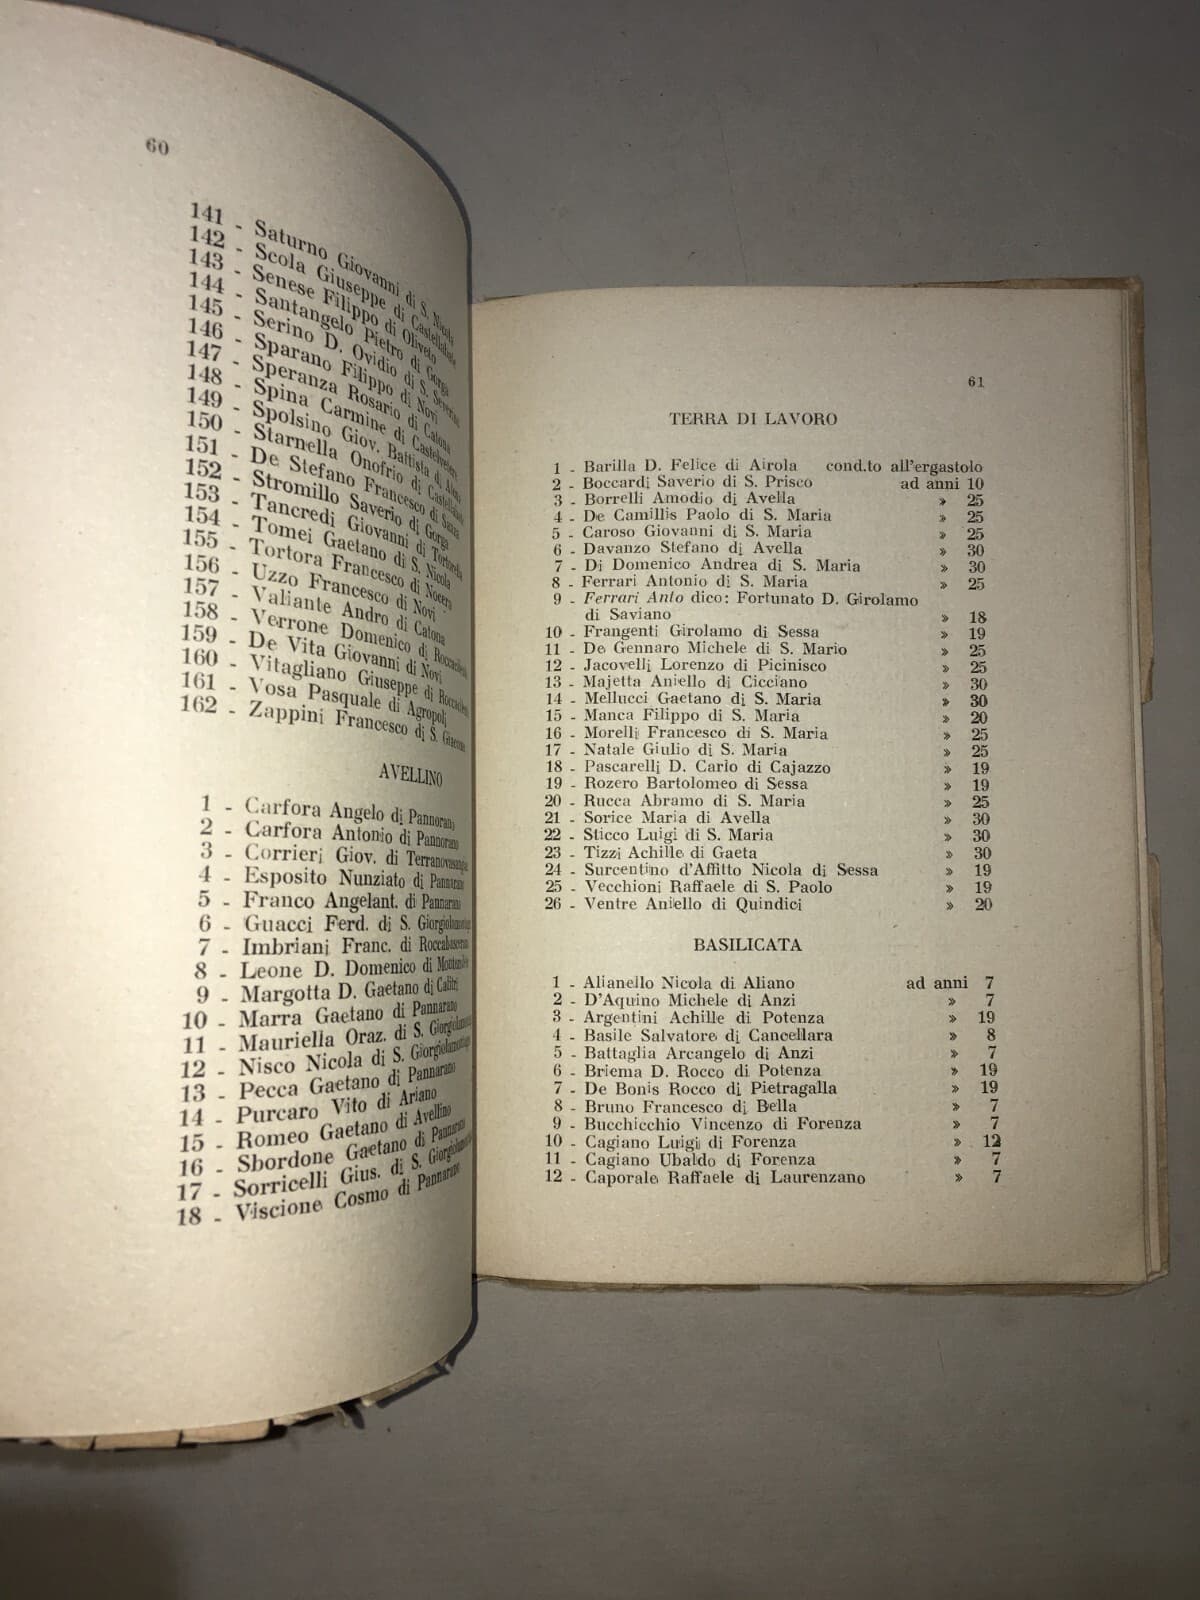 60
141 - Saturno Giovanni di S. Nicola
142 - Scola Giuseppe di Castellabate
143 - Senese Filippo di Oliveto
144 - Santangelo Pietro di Gorga
145 - Serino D. Ovidio di S. Severino
146 - Sparano Filippo di Novi
147 - Speranza Rosario di Catona
148 - Spina Carmine di
149 - Spolsino Giov. Battista di
150 - Starnella Onofrio di Castellabate
151 - De Stefano Francesco di Sanza
152 - Stromillo Saverio di Gorga
153 - Tancredi Giovanni di Tortorella
154 - Tomei Gaetano di S. Nicola
155 - Tortora Francesco di Nocera
156 - Uzzo Francesco di Novi
157 - Valiante Andro di Catona
158 - Verrone Domenico di
159 - De Vita Giovanni di Novi
160 - Vitagliano Giuseppe di
161 - Vosa Pasquale di Agropoli
162 - Zappini Francesco di S. Giacomo
AVELLINO
1 - Carfora Angelo di Pannorano
2 - Carfora Antonio di Pannorano
3 - Corrieri Giov. di
4 - Esposito Nunziato di Pannarano
5 - Franco Angelant. di Pannarano
6 - Guacci Ferd. di S.
7 - Imbriani Franc. di
8 - Leone D. Domenico di
9 - Margotta D. Gaetano di Calitri
10 - Marra Gaetano di Pannarano
11 - Mauriella Oraz. di S.
12 - Nisco Nicola di S.
13 - Pecca Gaetano di Pannarano
14 - Purcaro Vito di Ariano
15 - Romeo Gaetano di Avellino
16 - Sbordone Gaetano di Pannarano
17 - Sorricelli Gius. di S.
18 - Viscione Cosmo di Pannarano
61
TERRA DI LAVORO
1 - Barilla D. Felice di Airola cond.to all'ergastolo
2 - Boccardi Saverio di S. Prisco ad anni 10
3 - Borrelli Amodio di Avella » 25
4 - De Camillis Paolo di S. Maria » 25
5 - Caroso Giovanni di S. Maria » 25
6 - Davanzo Stefano di Avella » 30
7 - Di Domenico Andrea di S. Maria » 30
8 - Ferrari Antonio di S. Maria » 25
9 - Ferrari Anto dico: Fortunato D. Girolamo
di Saviano » 18
10 - Frangenti Girolamo di Sessa » 19
11 - De Gennaro Michele di S. Mario » 25
12 - Jacovelli Lorenzo di Picinisco » 25
13 - Majetta Aniello di Cicciano » 30
14 - Mellucci Gaetano di S. Maria » 30
15 - Manca Filippo di S. Maria » 20
16 - Morelli Francesco di S. Maria » 25
17 - Natale Giulio di S. Maria » 25
18 - Pascarelli D. Carlo di Cajazzo » 19
19 - Rozero Bartolomeo di Sessa » 19
20 - Rucca Abramo di S. Maria » 25
21 - Sorice Maria di Avella » 30
22 - Sticco Luigi di S. Maria » 30
23 - Tizzi Achille di Gaeta » 30
24 - Surcentino d'Affitto Nicola di Sessa » 19
25 - Vecchioni Raffaele di S. Paolo » 19
26 - Ventre Aniello di Quindici » 20
BASILICATA
1 - Alianello Nicola di Aliano ad anni 7
2 - D'Aquino Michele di Anzi » 7
3 - Argentini Achille di Potenza » 19
4 - Basile Salvatore di Cancellara » 8
5 - Battaglia Arcangelo di Anzi » 7
6 - Briema D. Rocco di Potenza » 19
7 - De Bonis Rocco di Pietragalla » 19
8 - Bruno Francesco di Bella » 7
9 - Bucchicchio Vincenzo di Forenza » 7
10 - Cagiano Luigi di Forenza » 12
11 - Cagiano Ubaldo di Forenza » 7
12 - Caporale Raffaele di Laurenzano » 7